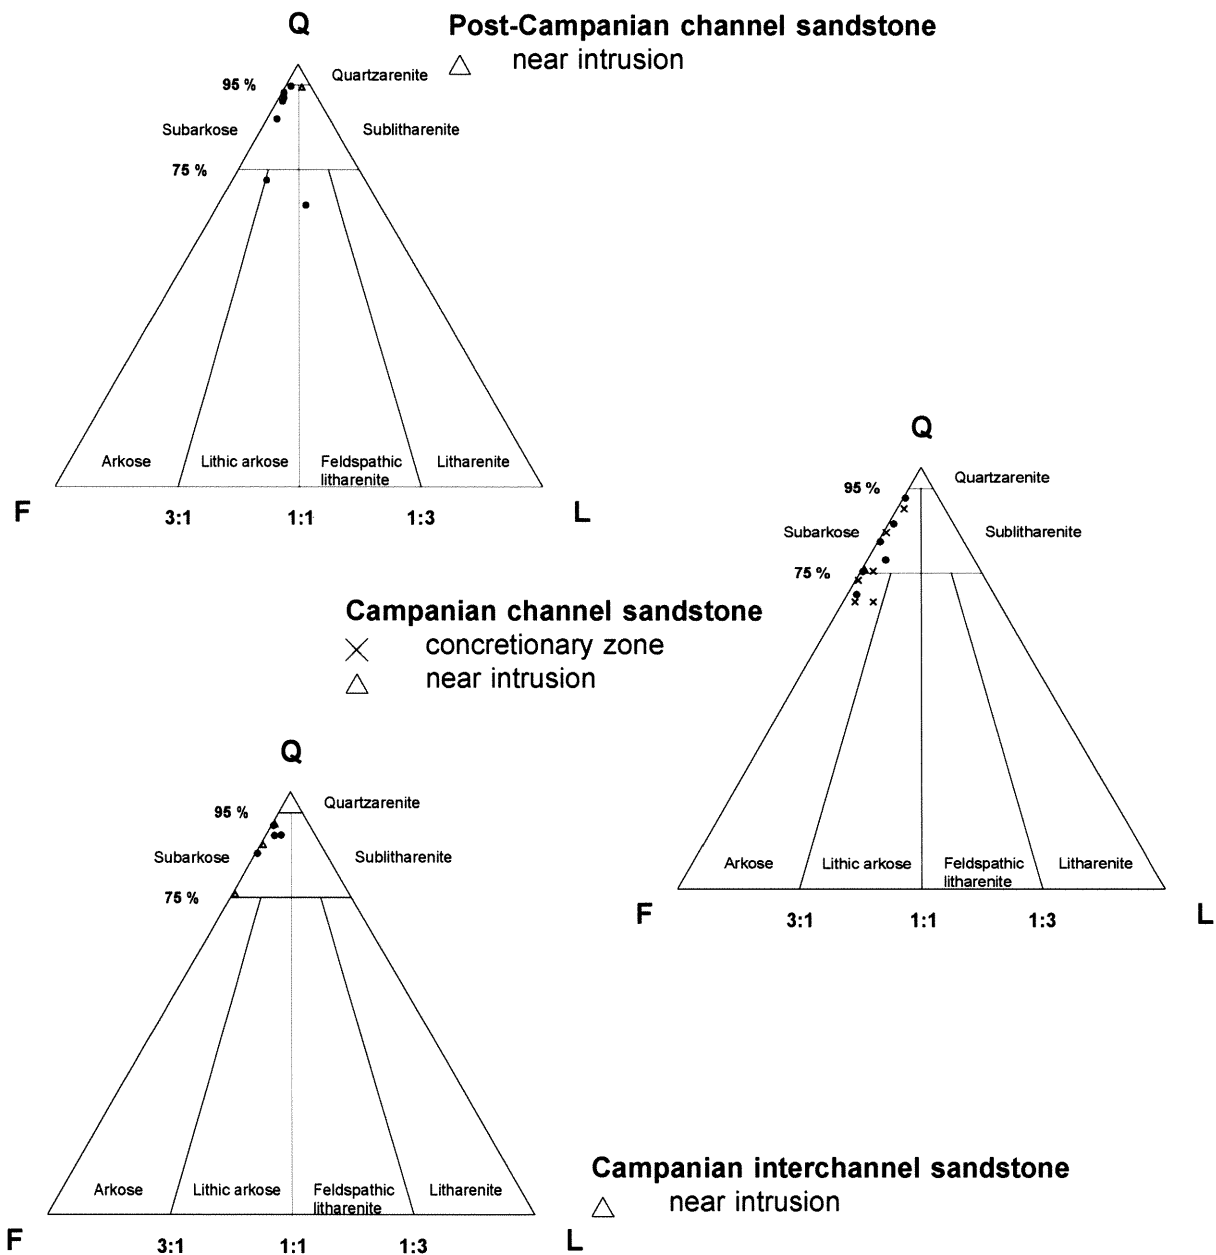 Q
Post-Campanian channel sandstone
near intrusion
95 %
Quartzarenite
Subarkose
Sublitharenite
75 %
Arkose
Lithic arkose
Feldspathic
litharenite
Litharenite
F
L
3:1
1:1
1:3
Q
95 %
Quartzarenite
Subarkose
Sublitharenite
75 %
Campanian channel sandstone
concretionary zone
near intrusion
Arkose
Lithic arkose
Feldspathic
litharenite
Litharenite
F
L
3:1
1:1
1:3
Q
95 %
Quartzarenite
Subarkose
Sublitharenite
75 %
Campanian interchannel sandstone
near intrusion
Arkose
Lithic arkose
Feldspathic
litharenite
Litharenite
F
L
3:1
1:1
1:3